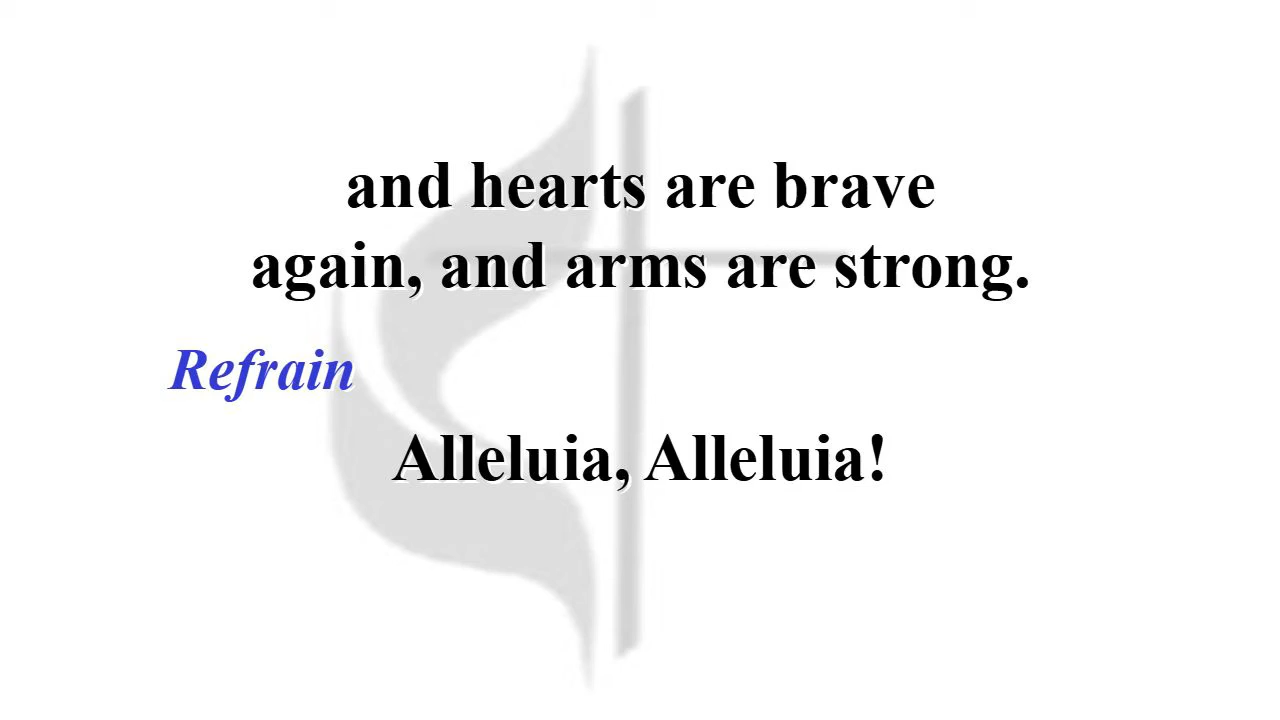 and hearts are brave
again, and arms are strong.
Refrain
Alleluia, Alleluia!